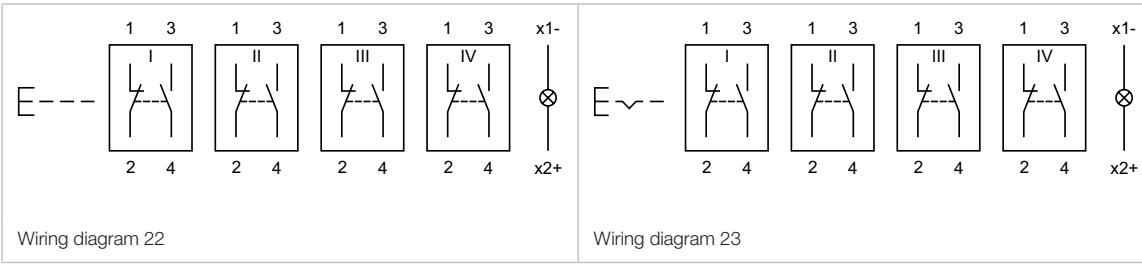 1 3 1 3 1 3 1 3 x1-
I II III IV
2 4 2 4 2 4 2 4 x2+
Wiring diagram 22
1 3 1 3 1 3 1 3 x1-
I II III IV
2 4 2 4 2 4 2 4 x2+
Wiring diagram 23